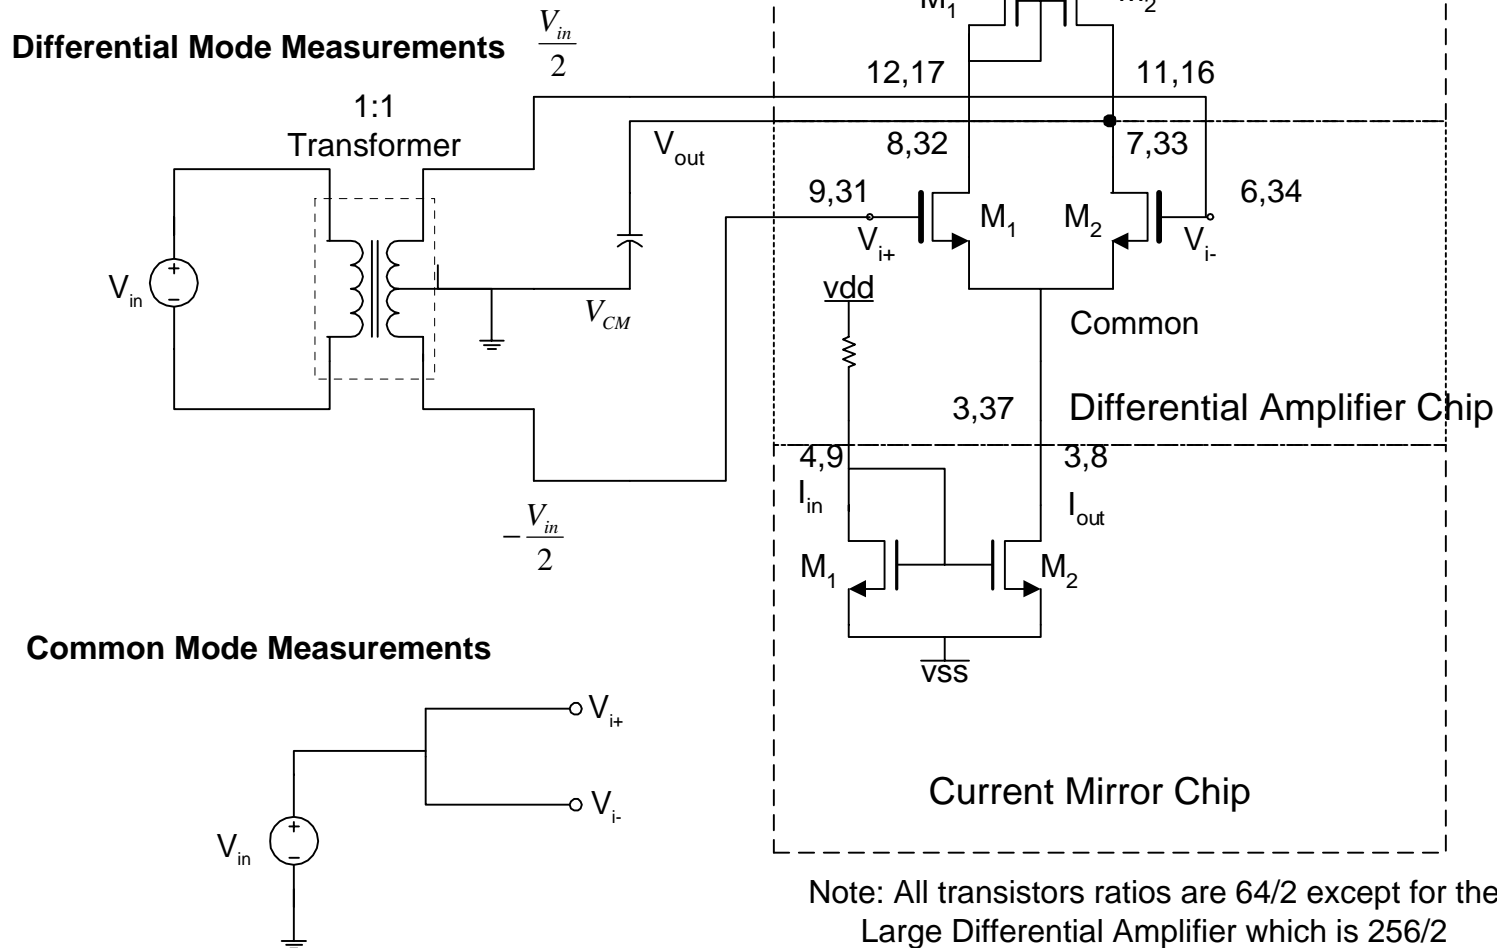 M1
M2
Differential Mode Measurements
Vin/2
12,17
11,16
1:1
Transformer
Vout
8,32
7,33
9,31
6,34
M1
M2
Vi+
Vi-
Vin
+
-
VCM
vdd
Common
3,37
Differential Amplifier Chip
4,9
3,8
Iin
Iout
-Vin/2
M1
M2
vss
Common Mode Measurements
Vi+
Vi-
Vin
+
-
Current Mirror Chip
Note: All transistors ratios are 64/2 except for the
Large Differential Amplifier which is 256/2